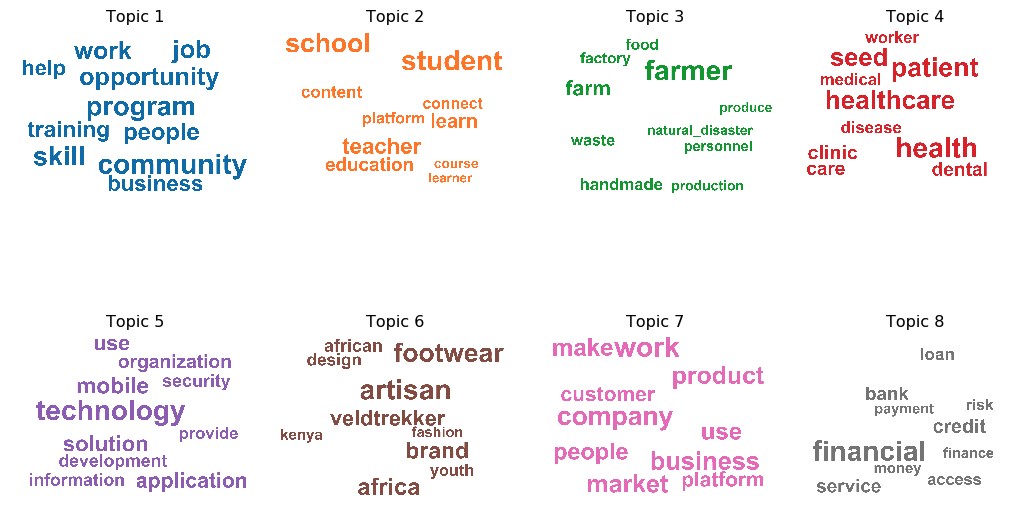 Topic 1
work job
help opportunity
program
training people
skill community
business
Topic 2
school
student
content
connect
platform learn
teacher
education course
learner
Topic 3
food
factory farmer
farm
produce
waste natural_disaster
personnel
handmade production
Topic 4
worker
seed patient
medical
healthcare
disease
clinic health
care dental
Topic 5
use
organization
mobile security
technology
solution provide
development
information application
Topic 6
african footwear
design
artisan
veldtrekker
kenya fashion
brand
youth
africa
Topic 7
make work
product
customer
company
use
people business
market platform
Topic 8
loan
bank
payment risk
credit
financial finance
money
service access